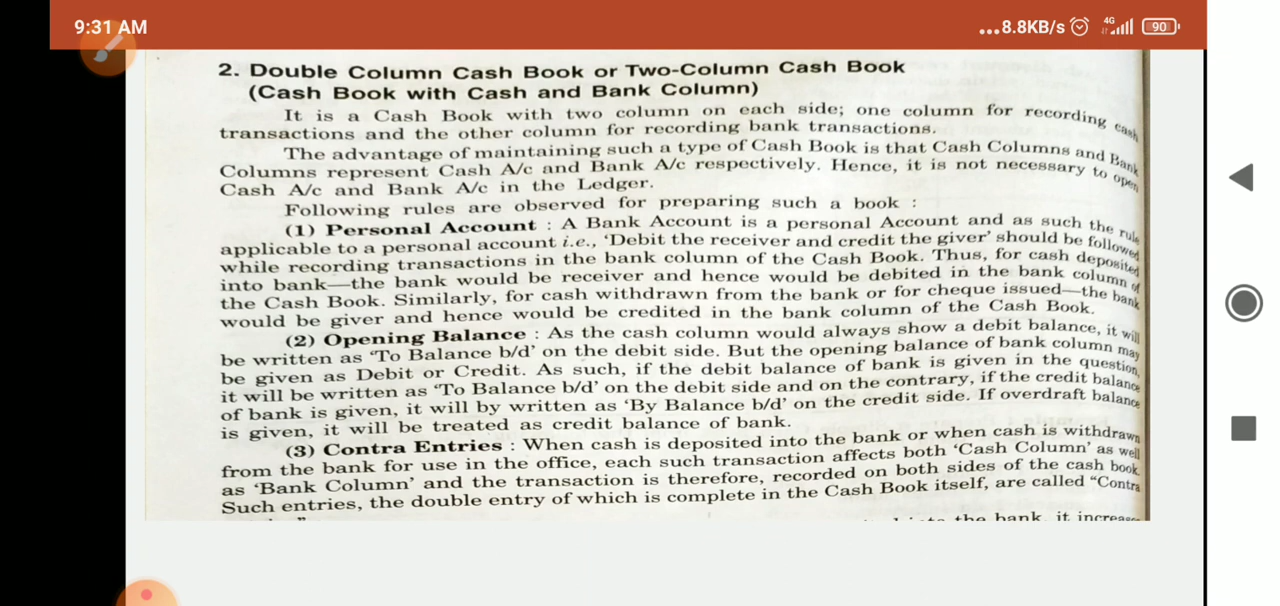 9:31 AM
...8.8KB/s 4G 90
2. Double Column Cash Book or Two-Column Cash Book
(Cash Book with Cash and Bank Column)
It is a Cash Book with two column on each side; one column for recording cash
transactions and the other column for recording bank transactions.
The advantage of maintaining such a type of Cash Book is that Cash Columns and Bank
Columns represent Cash A/c and Bank A/c respectively. Hence, it is not necessary to open
Cash A/c and Bank A/c in the Ledger.
Following rules are observed for preparing such a book :
(1) Personal Account : A Bank Account is a personal Account and as such the rule
applicable to a personal account i.e., 'Debit the receiver and credit the giver' should be followed
while recording transactions in the bank column of the Cash Book. Thus, for cash deposited
into bank—the bank would be receiver and hence would be debited in the bank column of
the Cash Book. Similarly, for cash withdrawn from the bank or for cheque issued—the bank
would be giver and hence would be credited in the bank column of the Cash Book.
(2) Opening Balance : As the cash column would always show a debit balance, it will
be written as 'To Balance b/d' on the debit side. But the opening balance of bank column may
be given as Debit or Credit. As such, if the debit balance of bank is given in the question,
it will be written as 'To Balance b/d' on the debit side and on the contrary, if the credit balance
of bank is given, it will by written as 'By Balance b/d' on the credit side. If overdraft balance
is given, it will be treated as credit balance of bank.
(3) Contra Entries : When cash is deposited into the bank or when cash is withdrawn
from the bank for use in the office, each such transaction affects both 'Cash Column' as well
as 'Bank Column' and the transaction is therefore, recorded on both sides of the cash book.
Such entries, the double entry of which is complete in the Cash Book itself, are called "Contra
the bank, it increase